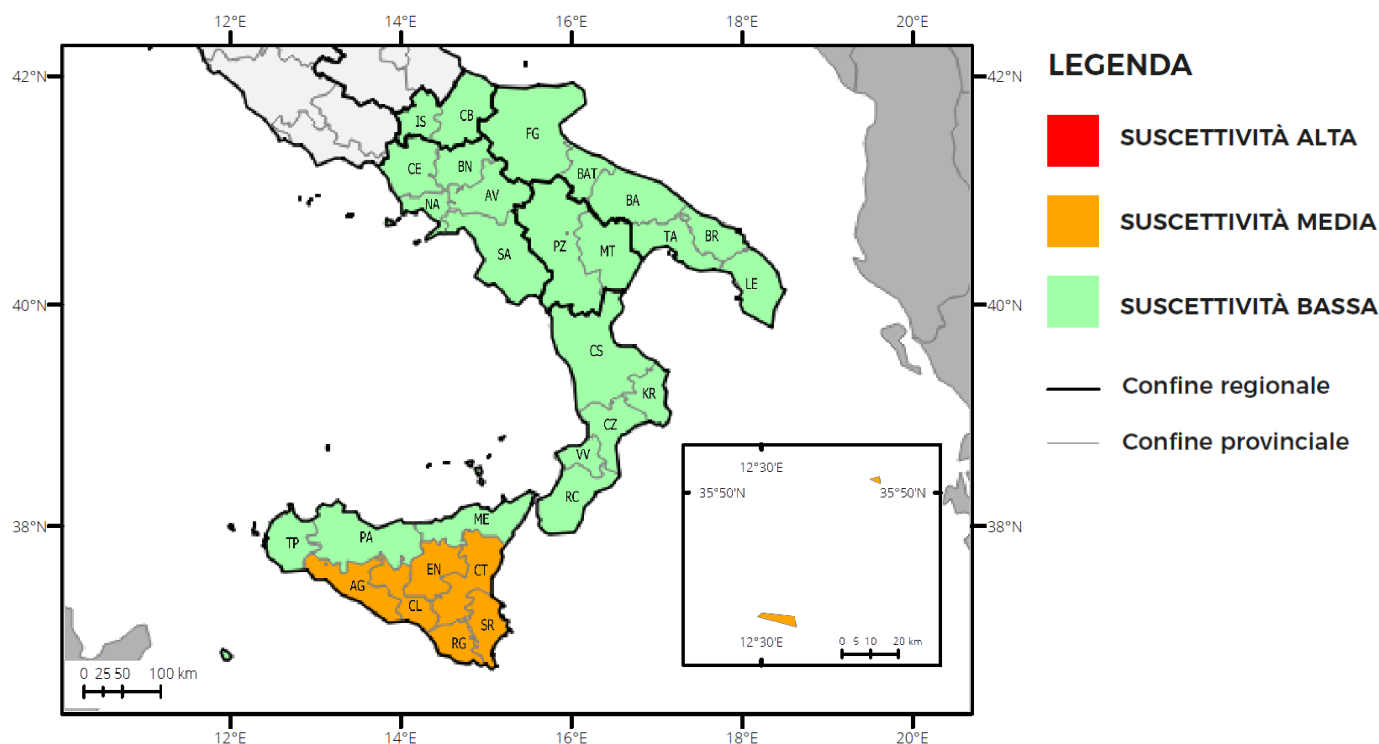 12°E 14°E 16°E 18°E 20°E
42°N 42°N
LEGENDA
SUSCETTIVITÀ ALTA
SUSCETTIVITÀ MEDIA
SUSCETTIVITÀ BASSA
Confine regionale
Confine provinciale
IS CB FG
CE BN BAT
NA AV BA
SA PZ MT TA BR
LE
40°N 40°N
CS
KR
CZ
VV
RC
38°N 38°N
TP PA ME
AG EN CT
CL SR
RG
12°30'E
35°50'N 35°50'N
12°30'E
0 5 10 20 km
0 25 50 100 km
12°E 14°E 16°E 18°E 20°E